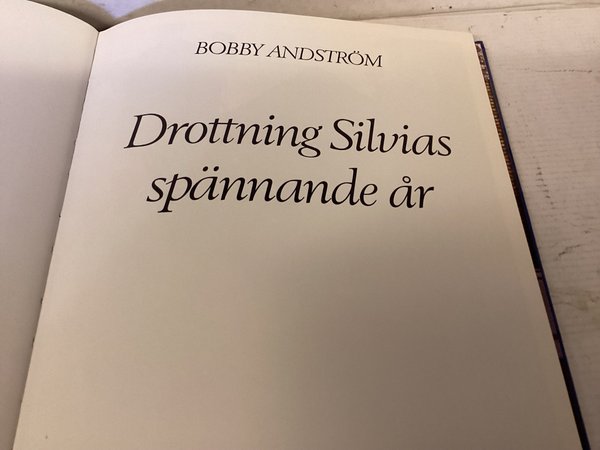 BOBBY ANDSTRÖM
Drottning Silvias
spännande år